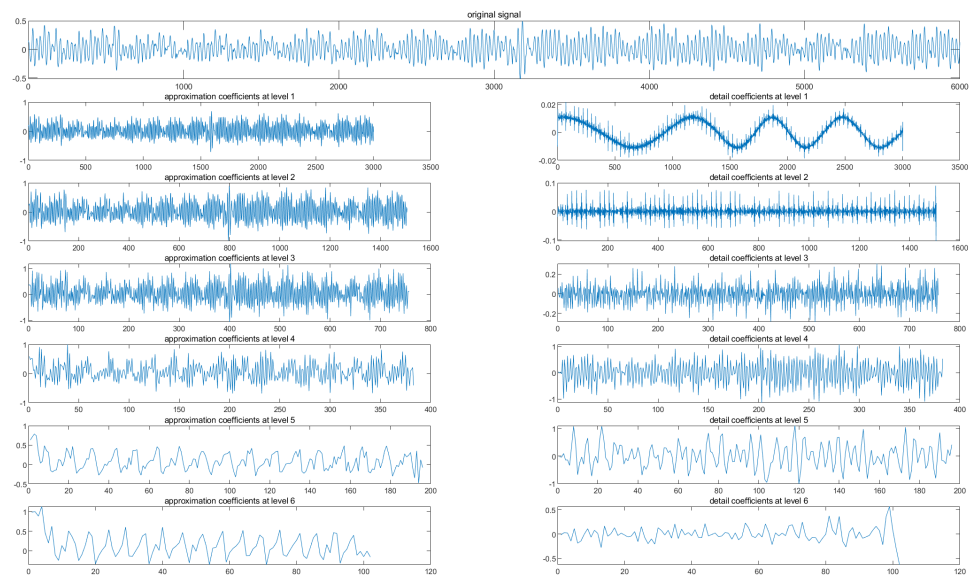 original signal
0.5
0
-0.5
0 1000 2000 3000 4000 5000 6000
approximation coefficients at level 1
1
0
-1
0 500 1000 1500 2000 2500 3000 3500
detail coefficients at level 1
0.02
0
-0.02
0 500 1000 1500 2000 2500 3000 3500
approximation coefficients at level 2
1
0
-1
0 200 400 600 800 1000 1200 1400 1600
detail coefficients at level 2
0.1
0
-0.1
0 200 400 600 800 1000 1200 1400 1600
approximation coefficients at level 3
1
0
-1
0 100 200 300 400 500 600 700 800
detail coefficients at level 3
0.2
0
-0.2
0 100 200 300 400 500 600 700 800
approximation coefficients at level 4
1
0
-1
0 50 100 150 200 250 300 350 400
detail coefficients at level 4
1
0
-1
0 50 100 150 200 250 300 350 400
approximation coefficients at level 5
1
0.5
0
-0.5
0 20 40 60 80 100 120 140 160 180 200
detail coefficients at level 5
1
0
-1
0 20 40 60 80 100 120 140 160 180 200
approximation coefficients at level 6
1
0.5
0
0 20 40 60 80 100 120
detail coefficients at level 6
0.5
0
-0.5
0 20 40 60 80 100 120